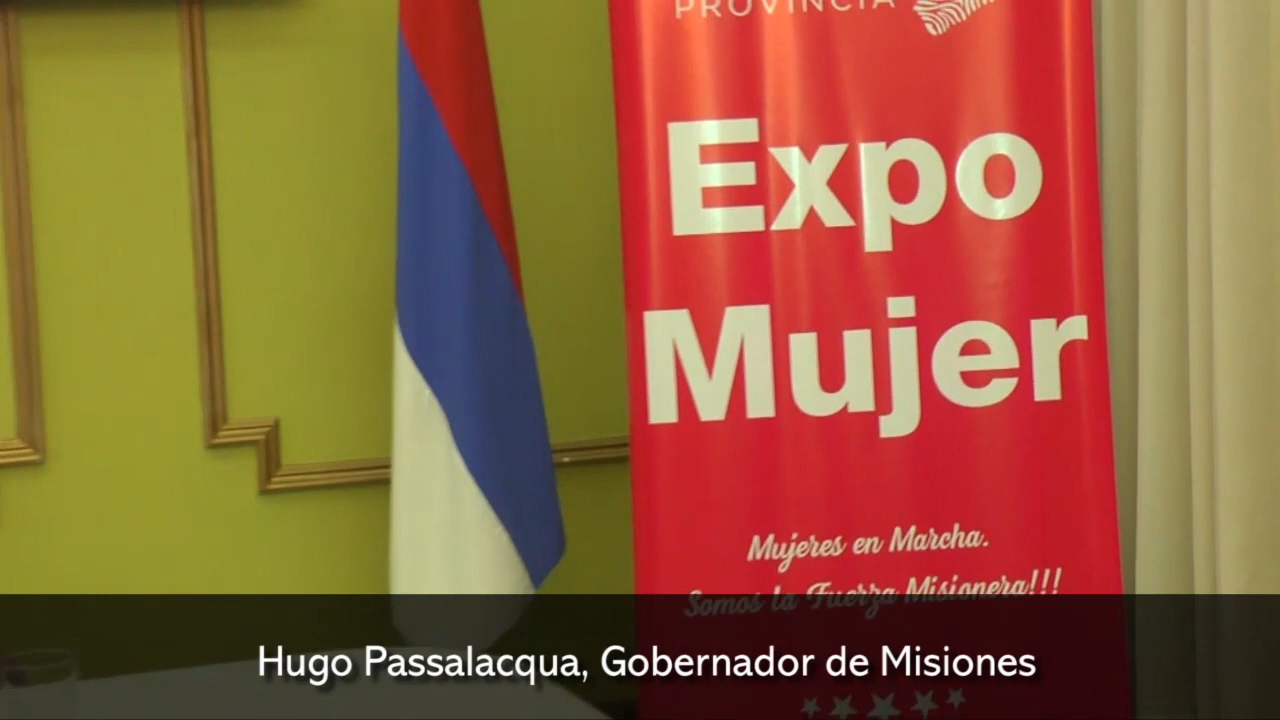 PROVINCIA
Expo
Mujer
Mujeres en Marcha.
Somos la Fuerza Misionera!!!
Hugo Passalacqua, Gobernador de Misiones